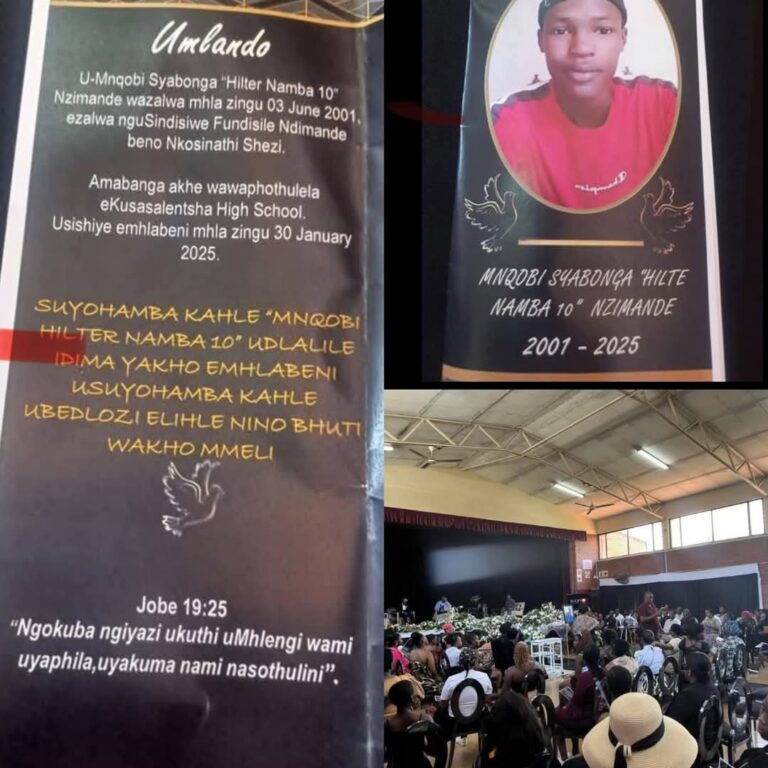 Umlando
U-Mnqobi Syabonga “Hilter Namba 10”
Nzimande wazalwa mhla zingu 03 June 2001,
ezalwa nguSindisiwe Fundisile Ndimande
beno Nkosinathi Shezi.
Amabanga akhe wawaphothulela
eKusasalentsha High School.
Usishiye emhlabeni mhla zingu 30 January
2025.
SUYOHAMBA KAHLE “MNQOBI
HILTER NAMBA 10” UDLALILE
IDIMA YAKHO EMHLABENI
USUYOHAMBA KAHLE
UBEDLOZI ELIHLE NINO BHUTI
WAKHO MMELI
Jobe 19:25
“Ngokuba ngiyazi ukuthi uMhlengi wami
uyaphila,uyakuma nami nasothulini”.
Champion
MNQOBI SYABONGA "HILTE
NAMBA 10" NZIMANDE
2001 - 2025